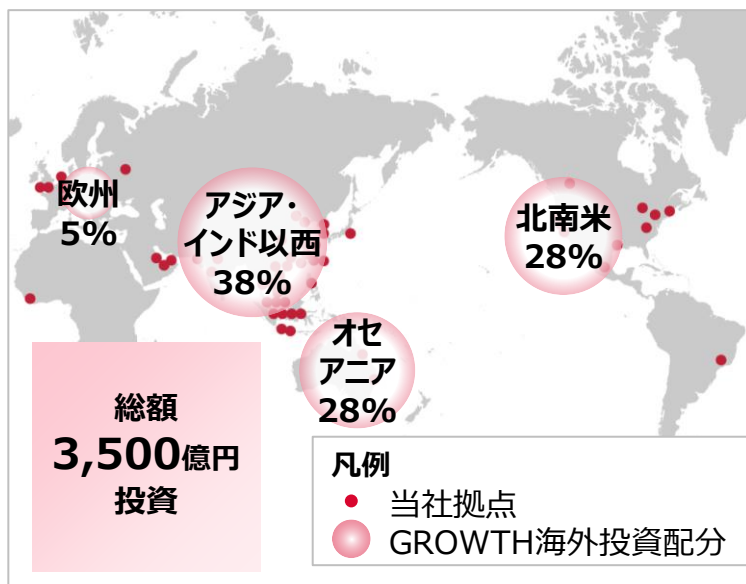 欧州
5%
アジア・
インド以西
38%
北南米
28%
オセ
アニア
28%
総額
3,500億円
投資
凡例
当社拠点
GROWTH海外投資配分